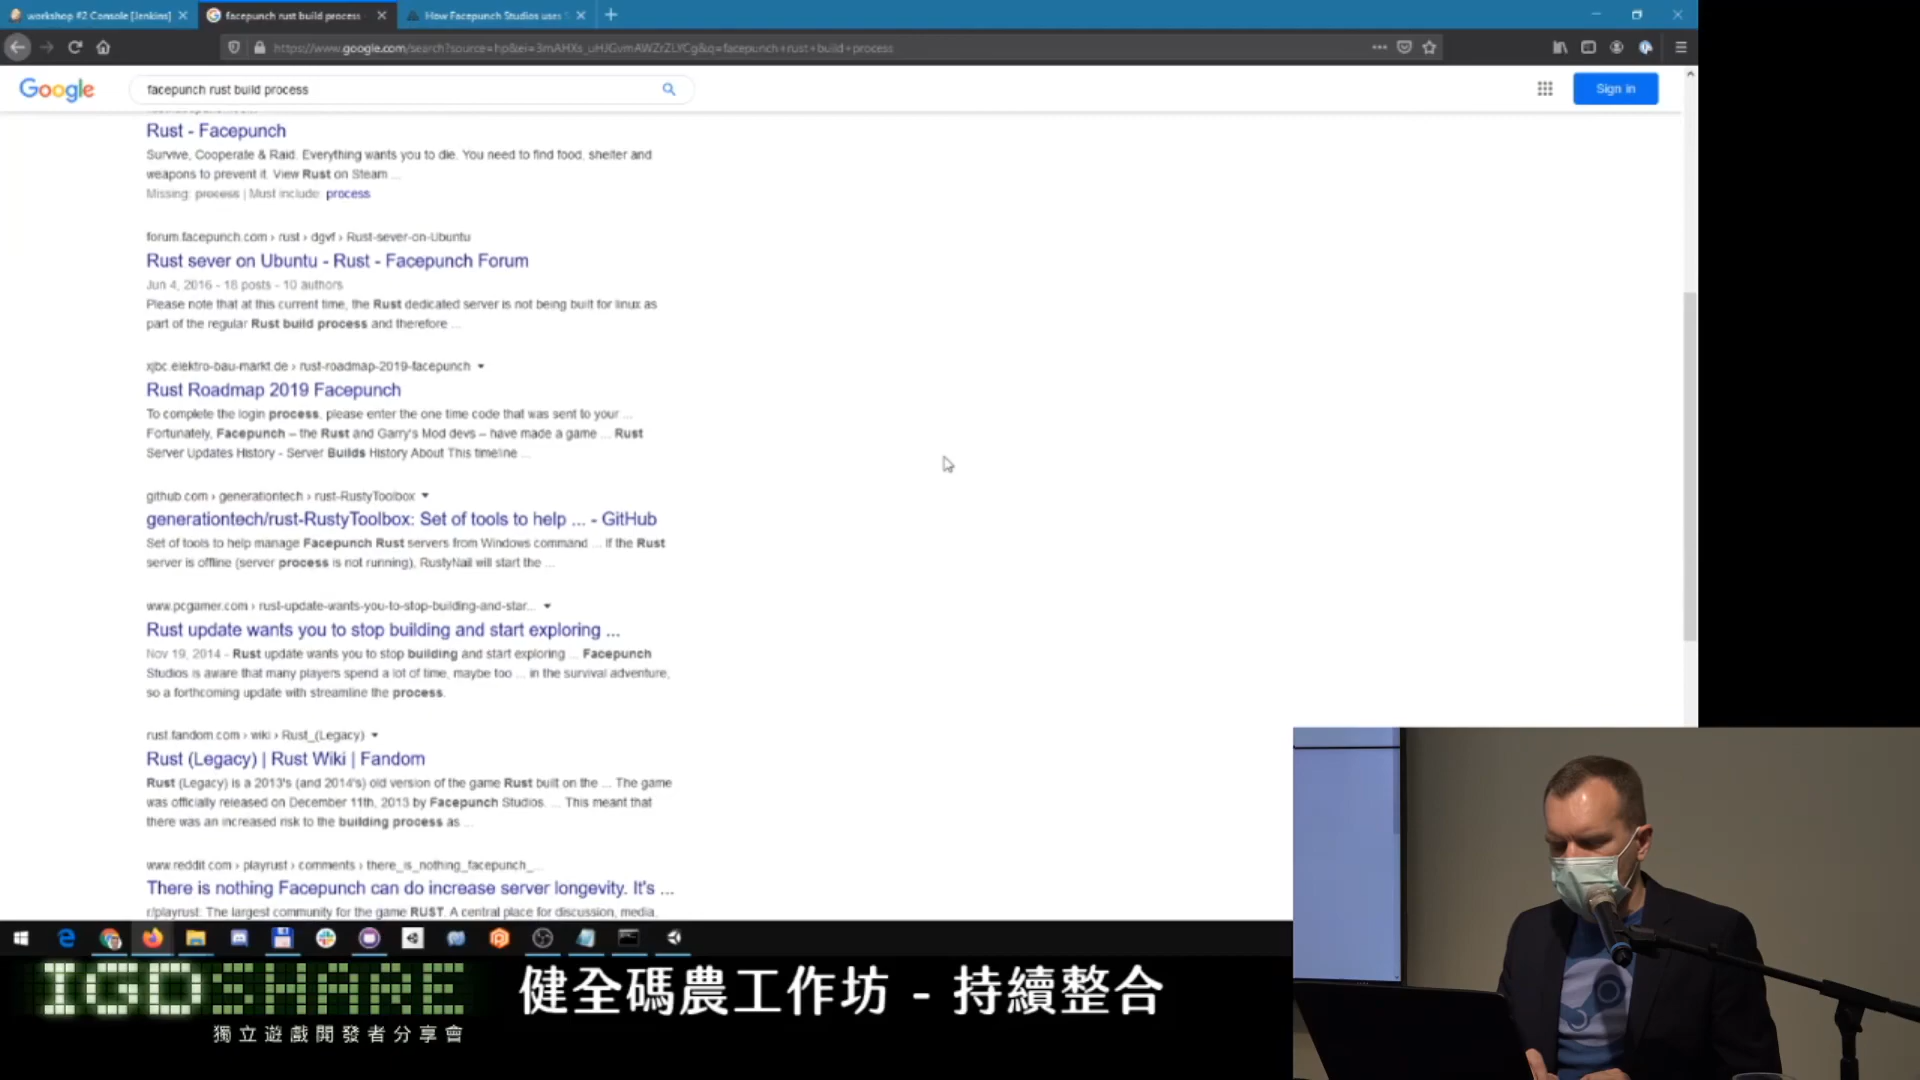 workshop #2 Console [Jenkins]
facepunch rust build process
How Facepunch Studios uses
https://www.google.com/search?source=hp&ei=3mAHXs_uHJGvmAWZrZLYCg&q=facepunch+rust+build+process
Google
facepunch rust build process
Sign in
Rust - Facepunch
Survive, Cooperate & Raid. Everything wants you to die. You need to find food, shelter and
weapons to prevent it. View Rust on Steam ...
Missing: process | Must include: process
forum.facepunch.com › rust › dgvf › Rust-sever-on-Ubuntu
Rust sever on Ubuntu - Rust - Facepunch Forum
Jun 4, 2016 - 18 posts - 10 authors
Please note that at this current time, the Rust dedicated server is not being built for linux as
part of the regular Rust build process and therefore ...
xjbc.elektro-bau-markt.de › rust-roadmap-2019-facepunch
Rust Roadmap 2019 Facepunch
To complete the login process, please enter the one time code that was sent to your ...
Fortunately, Facepunch – the Rust and Garry's Mod devs – have made a game ... Rust
Server Updates History - Server Builds History About This timeline ...
github.com › generationtech › rust-RustyToolbox
generationtech/rust-RustyToolbox: Set of tools to help ... - GitHub
Set of tools to help manage Facepunch Rust servers from Windows command ... If the Rust
server is offline (server process is not running), RustyNail will start the ...
www.pcgamer.com › rust-update-wants-you-to-stop-building-and-star...
Rust update wants you to stop building and start exploring ...
Nov 19, 2014 - Rust update wants you to stop building and start exploring ... Facepunch
Studios is aware that many players spend a lot of time, maybe too ... in the survival adventure,
so a forthcoming update with streamline the process.
rust.fandom.com › wiki › Rust_(Legacy)
Rust (Legacy) | Rust Wiki | Fandom
Rust (Legacy) is a 2013's (and 2014's) old version of the game Rust built on the ... The game
was officially released on December 11th, 2013 by Facepunch Studios. ... This meant that
there was an increased risk to the building process as ...
www.reddit.com › playrust › comments › there_is_nothing_facepunch_...
There is nothing Facepunch can do increase server longevity. It's ...
r/playrust: The largest community for the game RUST. A central place for discussion, media,
IGDSHARE
獨立遊戲開發者分享會
健全碼農工作坊 - 持續整合